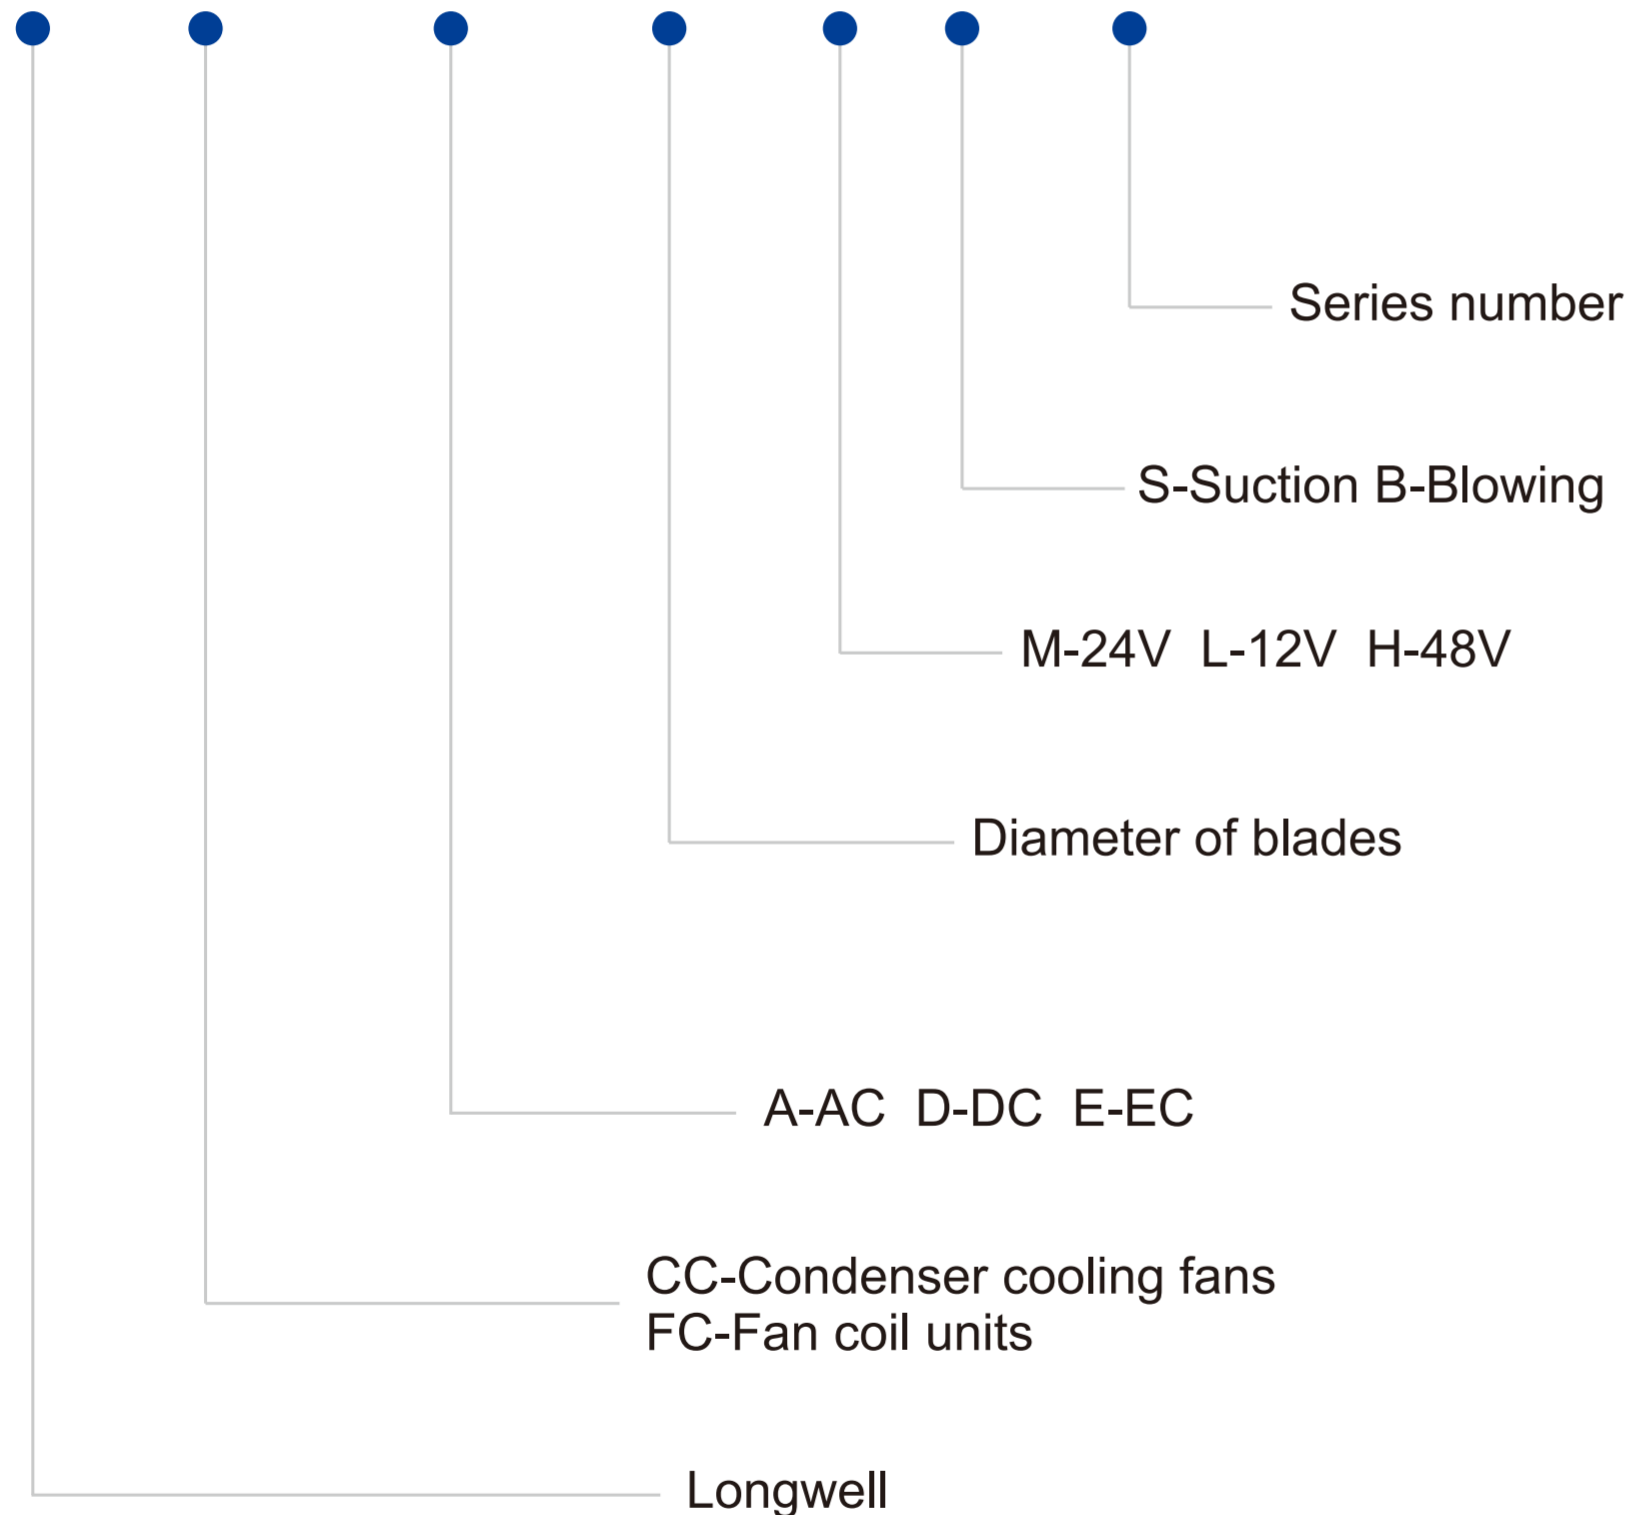 Series number
S-Suction B-Blowing
M-24V L-12V H-48V
Diameter of blades
A-AC D-DC E-EC
CC-Condenser cooling fans
FC-Fan coil units
Longwell